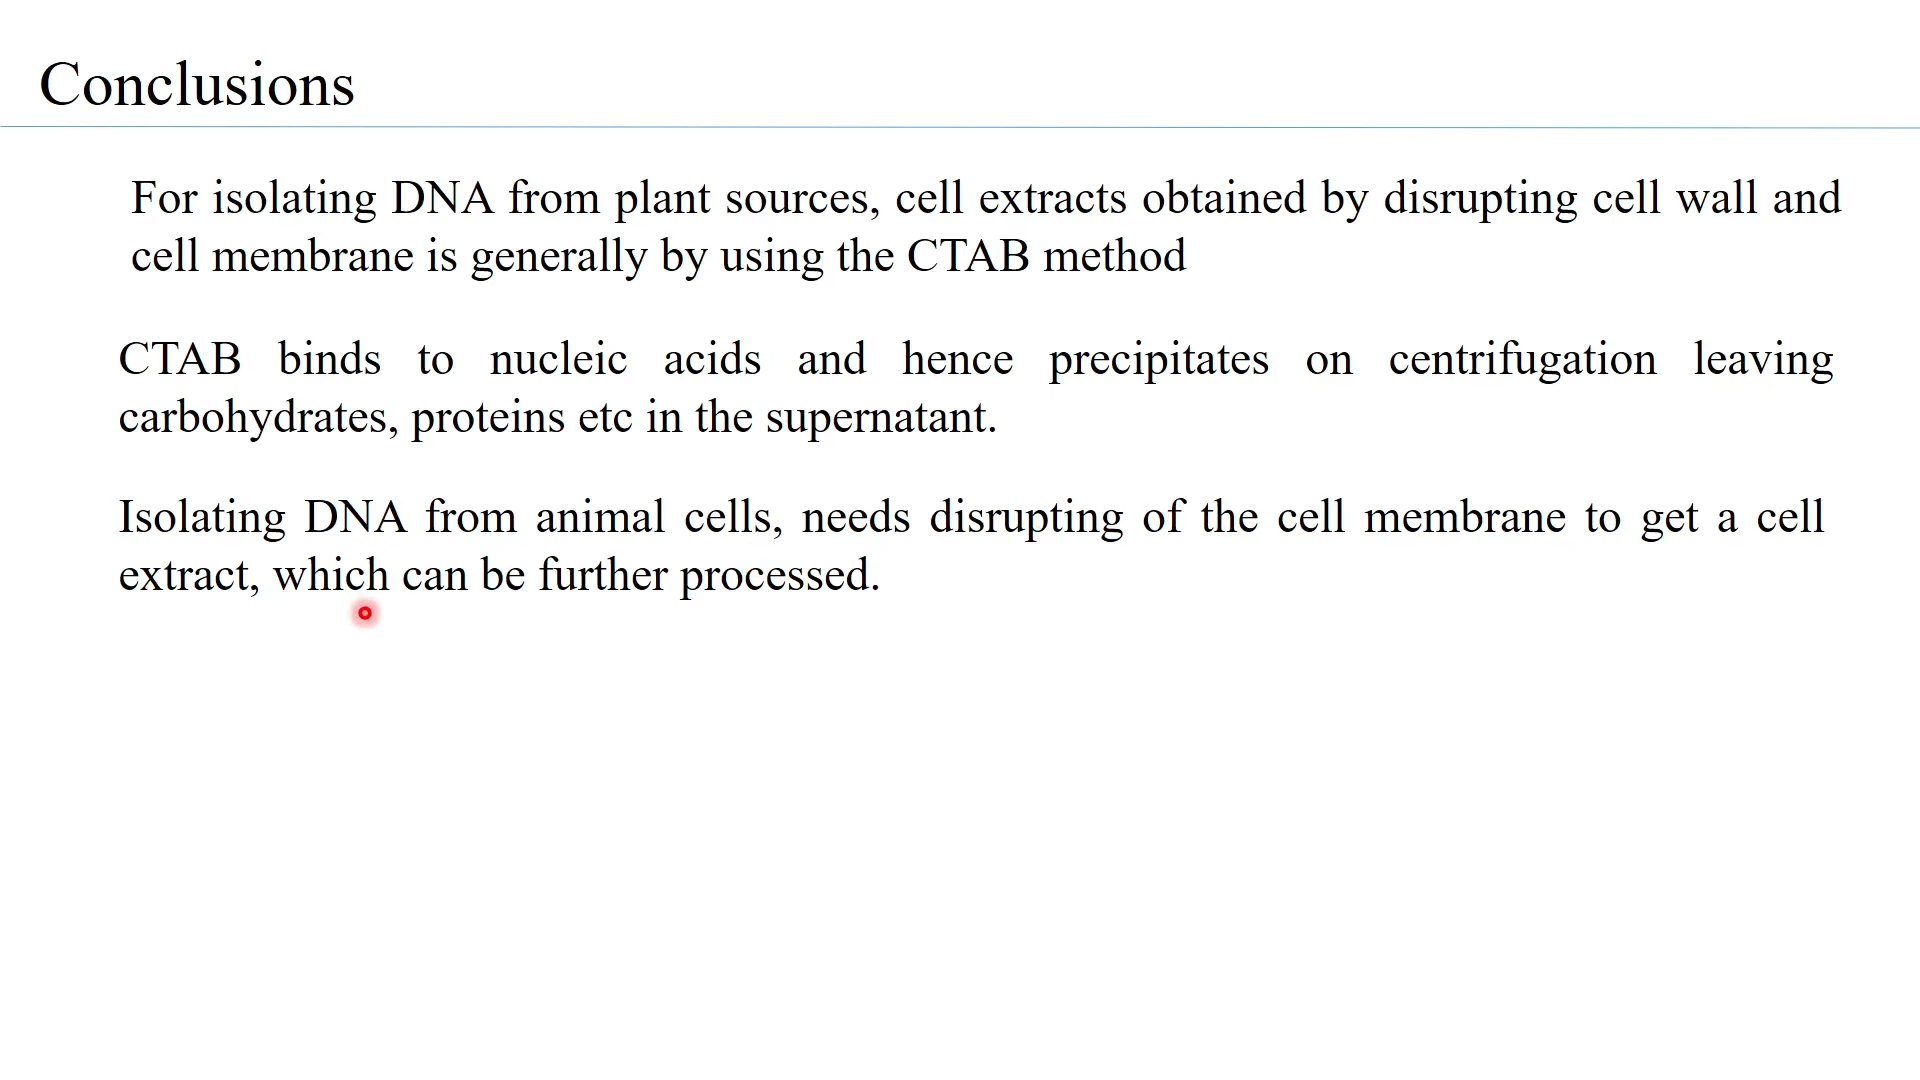 Conclusions
For isolating DNA from plant sources, cell extracts obtained by disrupting cell wall and
cell membrane is generally by using the CTAB method
CTAB binds to nucleic acids and hence precipitates on centrifugation leaving
carbohydrates, proteins etc in the supernatant.
Isolating DNA from animal cells, needs disrupting of the cell membrane to get a cell
extract, which can be further processed.